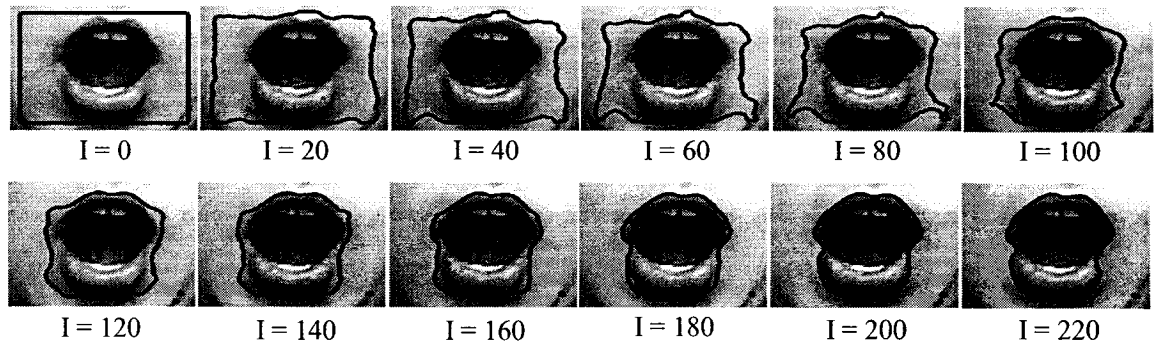 I = 0 I = 20 I = 40 I = 60 I = 80 I = 100
I = 120 I = 140 I = 160 I = 180 I = 200 I = 220